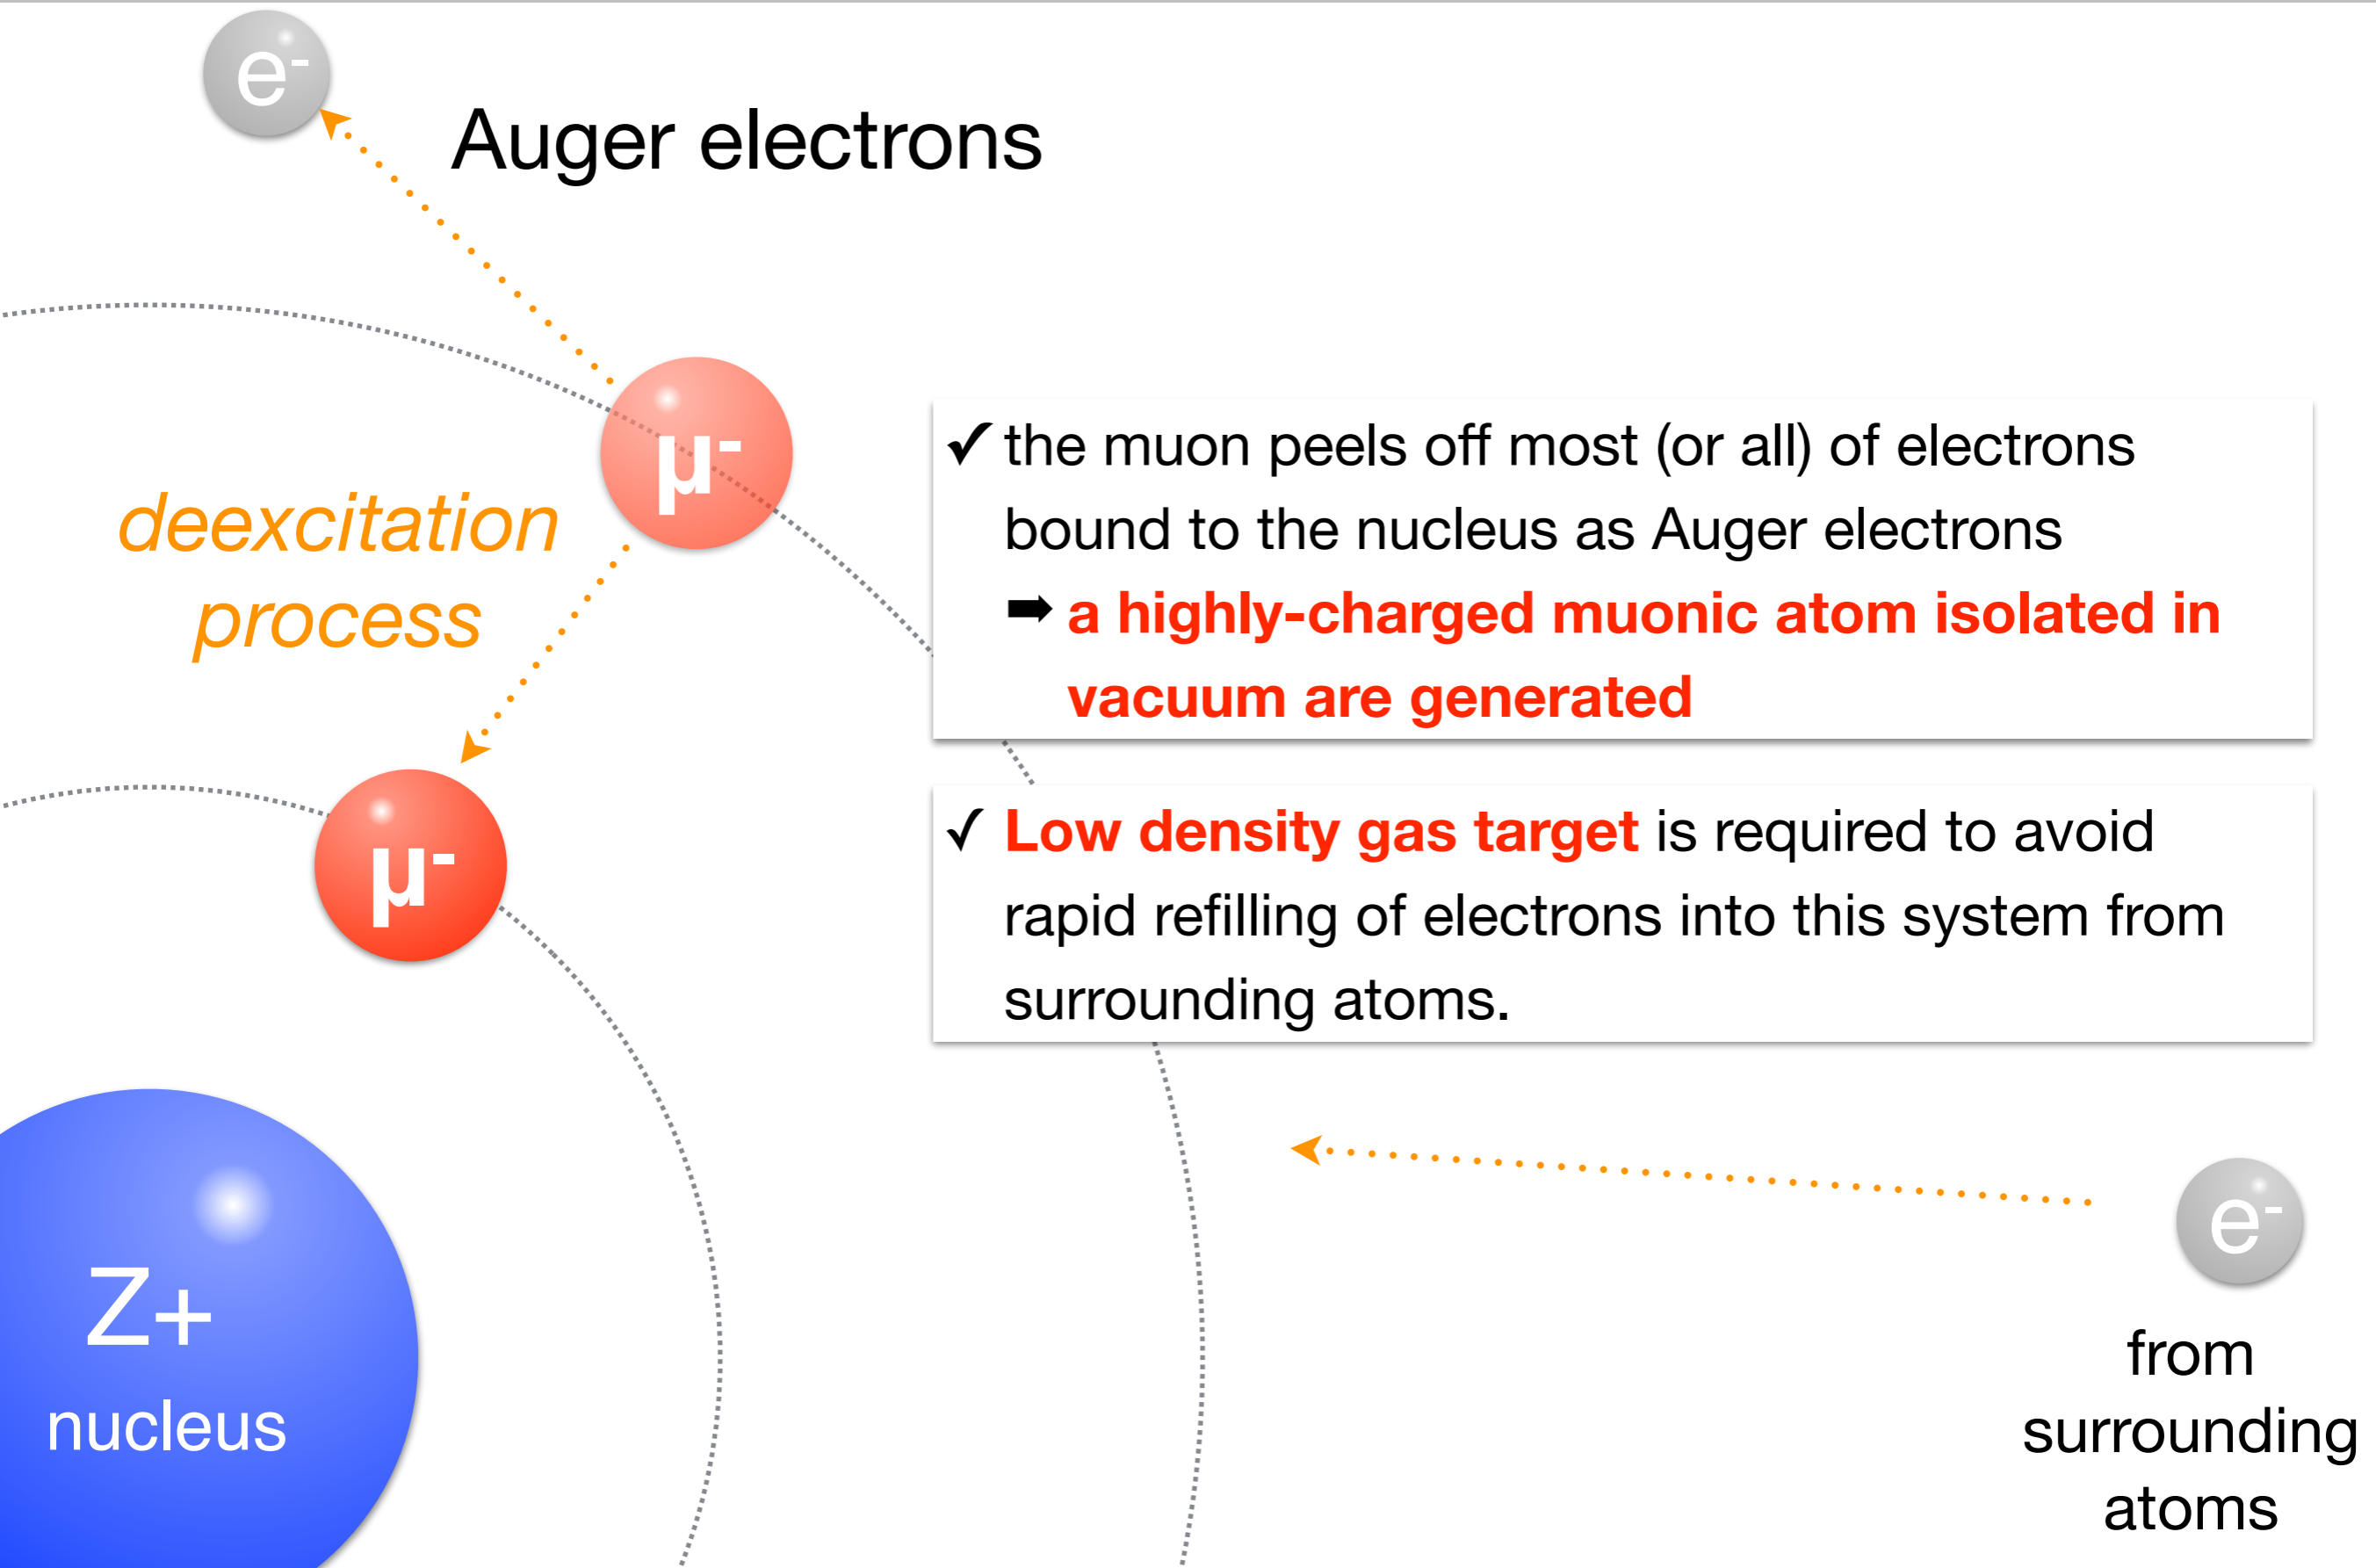 e-
Auger electrons
µ-
deexcitation
process
✓ the muon peels off most (or all) of electrons
bound to the nucleus as Auger electrons
➡ a highly-charged muonic atom isolated in
vacuum are generated
µ-
✓ Low density gas target is required to avoid
rapid refilling of electrons into this system from
surrounding atoms.
Z+
nucleus
e-
from
surrounding
atoms